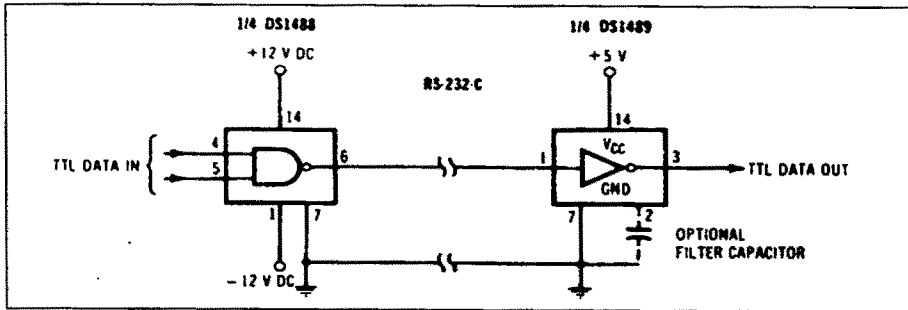 1/4 DS1488
+12 V DC
14
TTL DATA IN
4
5
6
1
7
-12 V DC
RS-232-C
1/4 DS1489
+5 V
14
VCC
GND
1
3
7
2
TTL DATA OUT
OPTIONAL
FILTER CAPACITOR